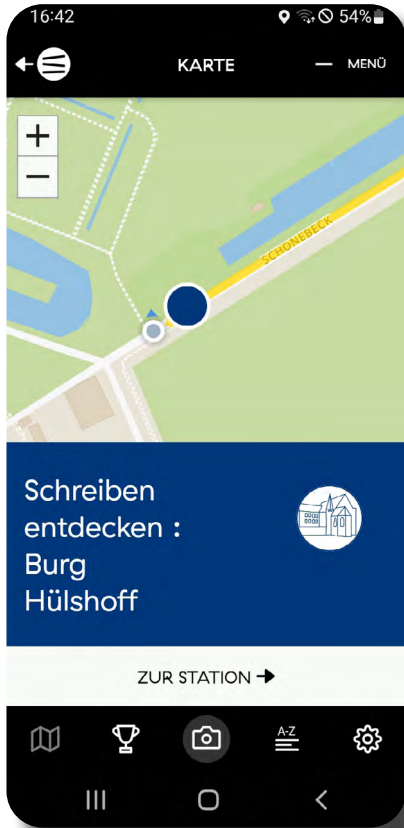 16:42 54%
KARTE MENÜ
+
−
SCHONEBECK
Schreiben
entdecken :
Burg
Hülshoff
ZUR STATION
A-Z